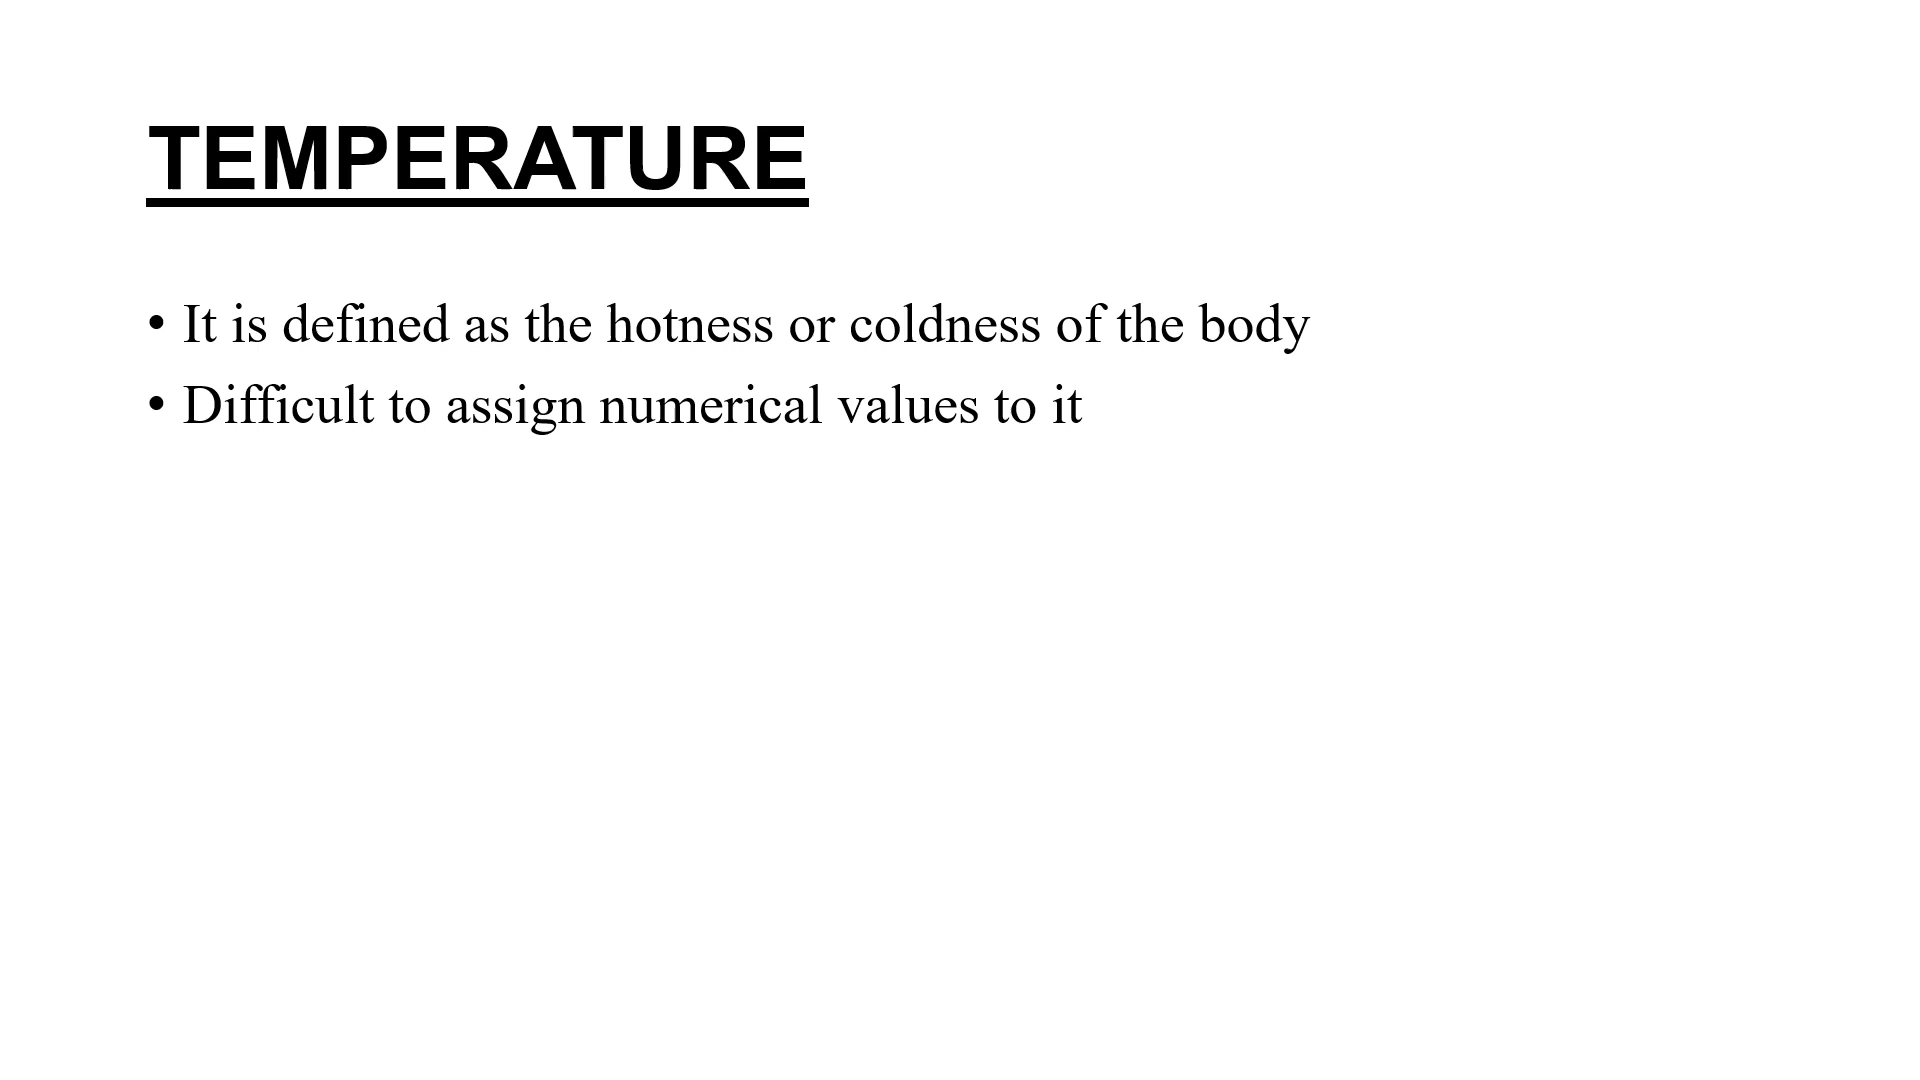 TEMPERATURE
• It is defined as the hotness or coldness of the body
• Difficult to assign numerical values to it